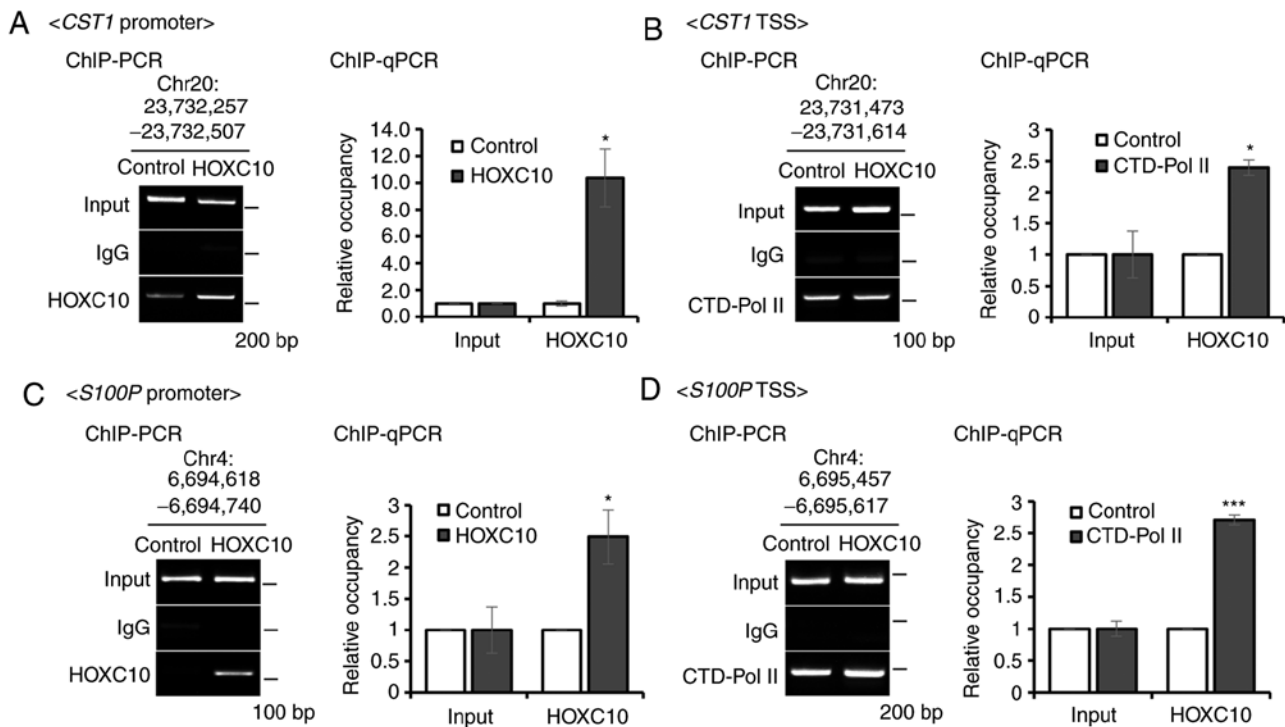 A <CST1 promoter>
ChIP-PCR
Chr20:
23,732,257
–23,732,507
Control HOXC10
Input
IgG
HOXC10
200 bp
ChIP-qPCR
Relative occupancy
14.0
12.0
10.0
8.0
6.0
4.0
2.0
0.0
Control
HOXC10
*
Input HOXC10
B <CST1 TSS>
ChIP-PCR
Chr20:
23,731,473
–23,731,614
Control HOXC10
Input
IgG
CTD-Pol II
100 bp
ChIP-qPCR
Relative occupancy
3
2.5
2
1.5
1
0.5
0
Control
CTD-Pol II
*
Input HOXC10
C <S100P promoter>
ChIP-PCR
Chr4:
6,694,618
–6,694,740
Control HOXC10
Input
IgG
HOXC10
100 bp
ChIP-qPCR
Relative occupancy
3
2.5
2
1.5
1
0.5
0
Control
HOXC10
*
Input HOXC10
D <S100P TSS>
ChIP-PCR
Chr4:
6,695,457
–6,695,617
Control HOXC10
Input
IgG
CTD-Pol II
200 bp
ChIP-qPCR
Relative occupancy
3
2.5
2
1.5
1
0.5
0
Control
CTD-Pol II
***
Input HOXC10